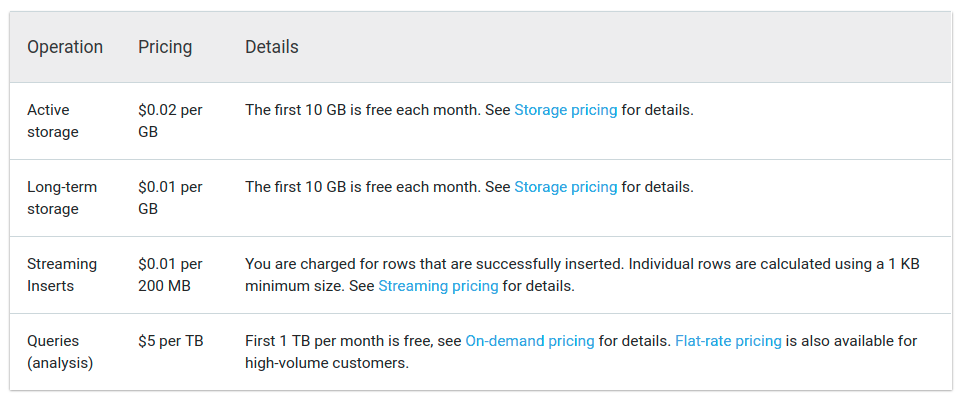 Operation Pricing Details
Active storage $0.02 per GB The first 10 GB is free each month. See Storage pricing for details.
Long-term storage $0.01 per GB The first 10 GB is free each month. See Storage pricing for details.
Streaming Inserts $0.01 per 200 MB You are charged for rows that are successfully inserted. Individual rows are calculated using a 1 KB minimum size. See Streaming pricing for details.
Queries (analysis) $5 per TB First 1 TB per month is free, see On-demand pricing for details. Flat-rate pricing is also available for high-volume customers.